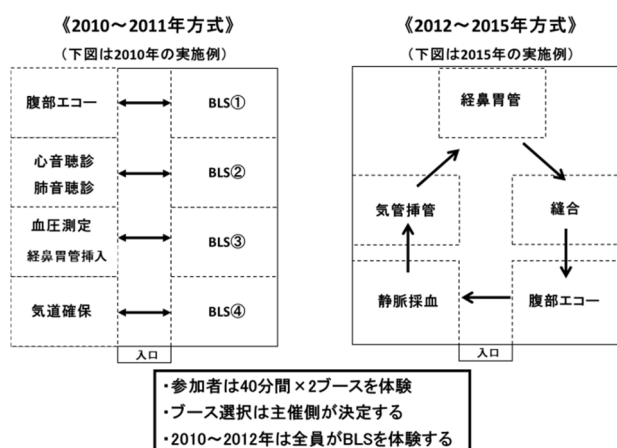 《2010～2011年方式》
（下図は2010年の実施例）
腹部エコー
BLS①
心音聴診
肺音聴診
BLS②
血圧測定
経鼻胃管挿入
BLS③
気道確保
BLS④
入口
《2012～2015年方式》
（下図は2015年の実施例）
経鼻胃管
気管挿管
縫合
静脈採血
腹部エコー
入口
・参加者は40分間×2ブースを体験
・ブース選択は主催側が決定する
・2010～2012年は全員がBLSを体験する